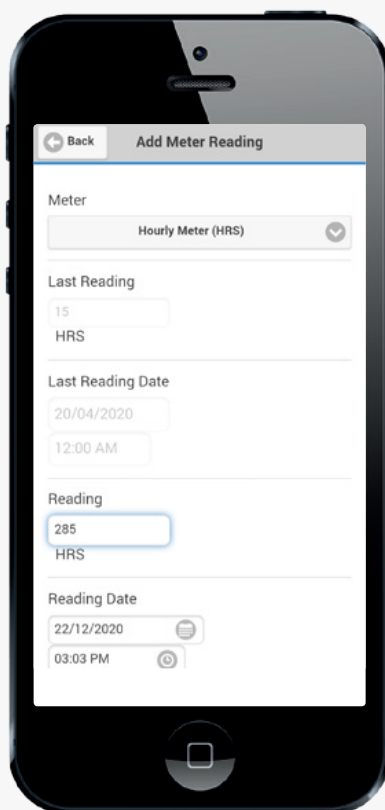 Back
Add Meter Reading
Meter
Hourly Meter (HRS)
Last Reading
15
HRS
Last Reading Date
20/04/2020
12:00 AM
Reading
285
HRS
Reading Date
22/12/2020
03:03 PM